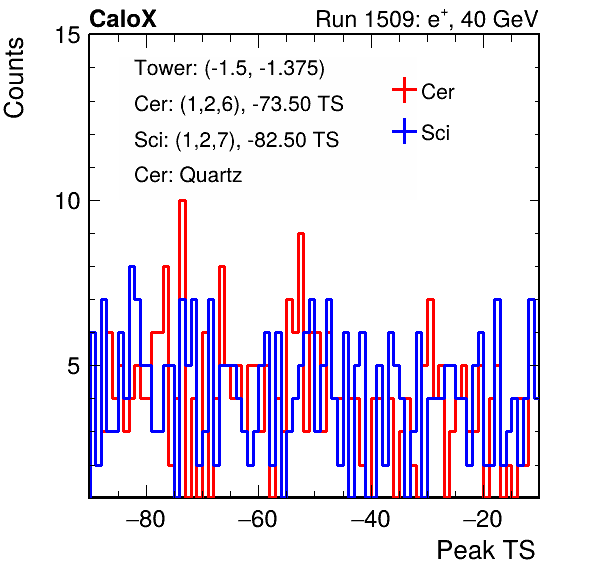 CaloX Run 1509: e+, 40 GeV
Counts
15
Tower: (-1.5, -1.375)
Cer: (1,2,6), -73.50 TS
Sci: (1,2,7), -82.50 TS
Cer: Quartz
Cer
Sci
10
5
−80 −60 −40 −20
Peak TS